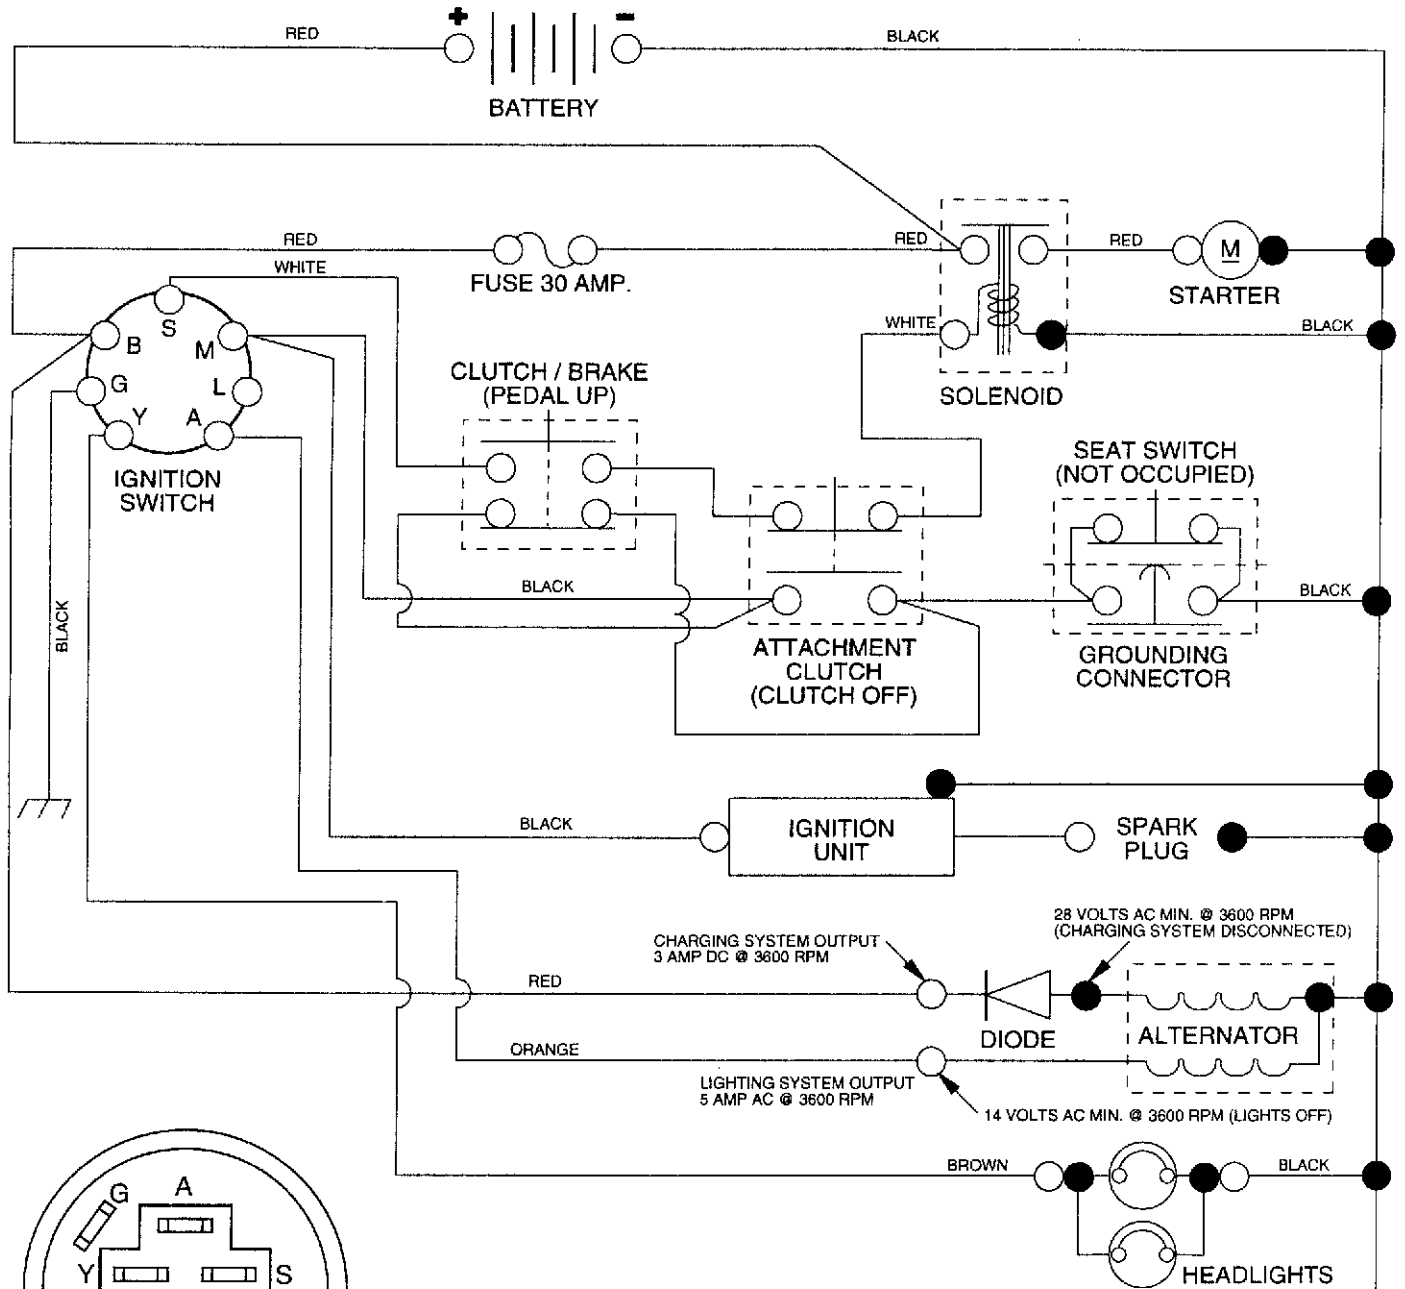 +
-
RED
BLACK
BATTERY
RED
RED
RED
M
FUSE 30 AMP.
STARTER
WHITE
S
B
M
WHITE
BLACK
G
L
Y
A
IGNITION
SWITCH
CLUTCH / BRAKE
(PEDAL UP)
SOLENOID
SEAT SWITCH
(NOT OCCUPIED)
BLACK
BLACK
BLACK
ATTACHMENT
CLUTCH
(CLUTCH OFF)
GROUNDING
CONNECTOR
BLACK
IGNITION
UNIT
SPARK
PLUG
28 VOLTS AC MIN. @ 3600 RPM
(CHARGING SYSTEM DISCONNECTED)
CHARGING SYSTEM OUTPUT
3 AMP DC @ 3600 RPM
RED
DIODE
ALTERNATOR
ORANGE
LIGHTING SYSTEM OUTPUT
5 AMP AC @ 3600 RPM
14 VOLTS AC MIN. @ 3600 RPM (LIGHTS OFF)
BROWN
BLACK
HEADLIGHTS
G
A
Y
S